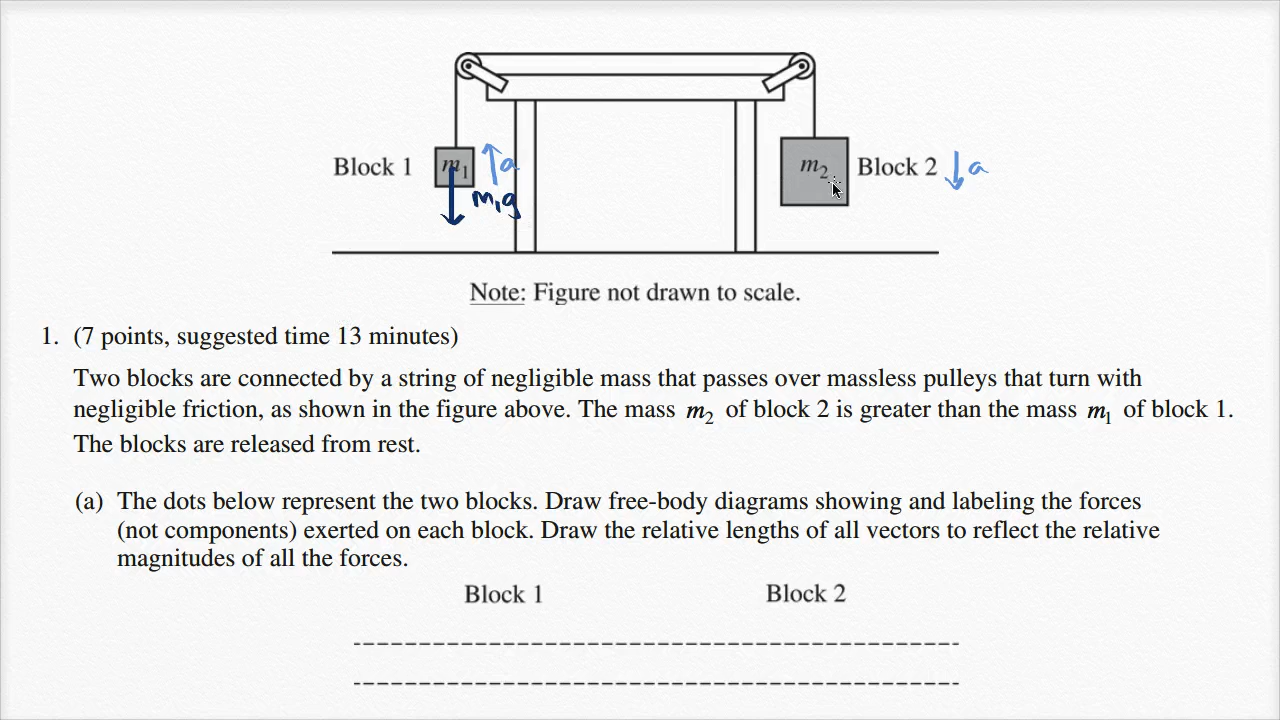 Block 1 m1 a m2 Block 2 a
m1g
Note: Figure not drawn to scale.
1. (7 points, suggested time 13 minutes)
Two blocks are connected by a string of negligible mass that passes over massless pulleys that turn with
negligible friction, as shown in the figure above. The mass m2 of block 2 is greater than the mass m1 of block 1.
The blocks are released from rest.
(a) The dots below represent the two blocks. Draw free-body diagrams showing and labeling the forces
(not components) exerted on each block. Draw the relative lengths of all vectors to reflect the relative
magnitudes of all the forces.
Block 1 Block 2